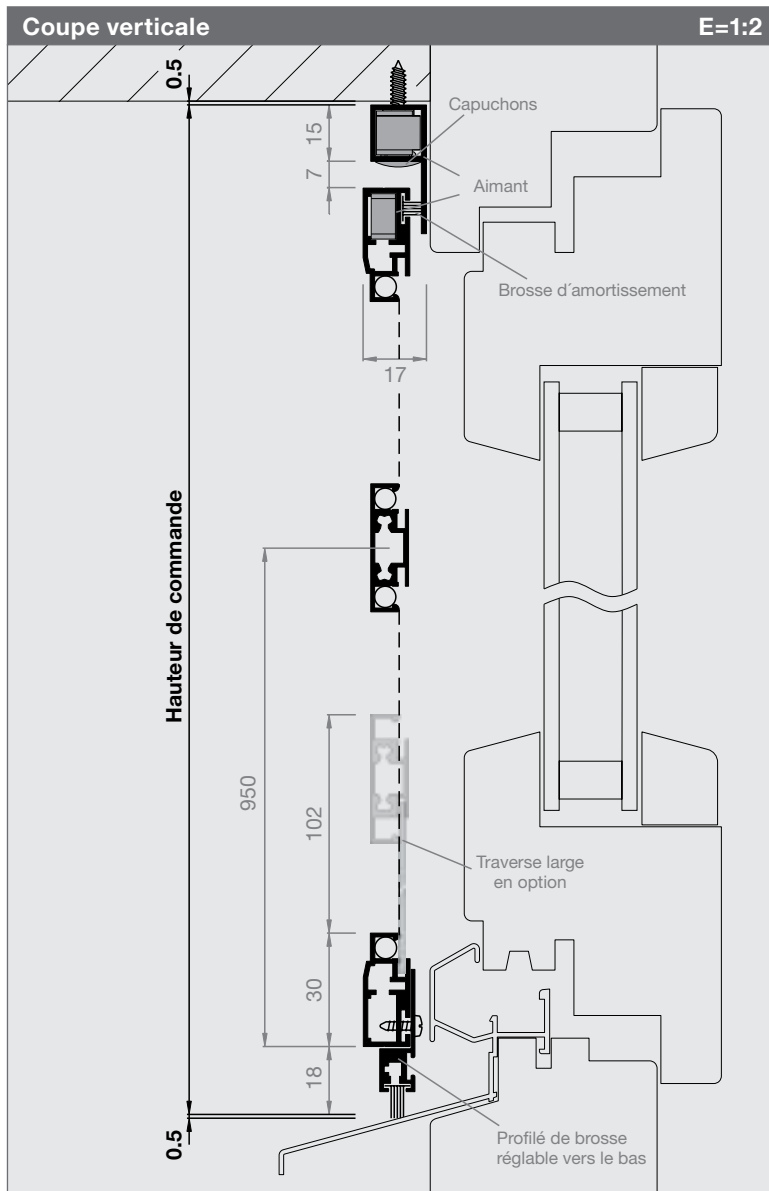 Coupe verticale
E=1:2
0.5
Capuchons
15
7
Aimant
Brosse d´amortissement
17
Hauteur de commande
950
102
Traverse large
en option
30
18
0.5
Profilé de brosse
réglable vers le bas